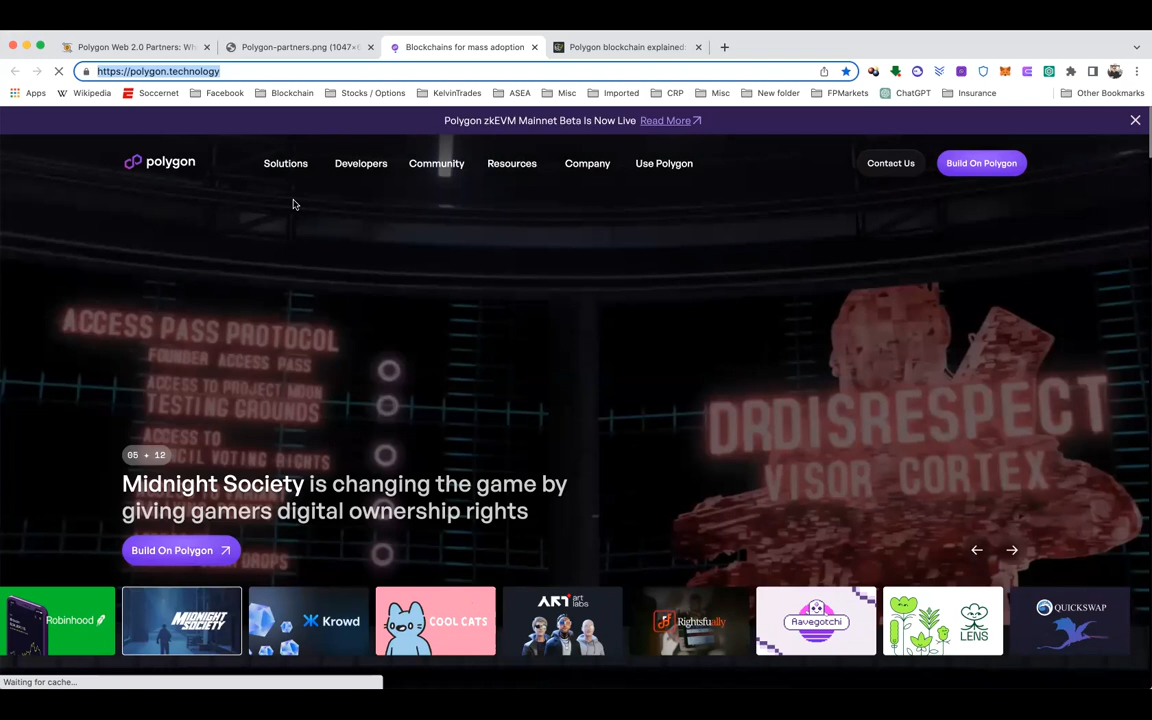 Polygon Web 2.0 Partners: Wh
Polygon-partners.png (1047×6
Blockchains for mass adoption
Polygon blockchain explained:
https://polygon.technology
Apps
Wikipedia
Soccernet
Facebook
Blockchain
Stocks / Options
KelvinTrades
ASEA
Misc
Imported
CRP
Misc
New folder
FPMarkets
ChatGPT
Insurance
Other Bookmarks
Polygon zkEVM Mainnet Beta Is Now Live Read More
polygon
Solutions
Developers
Community
Resources
Company
Use Polygon
Contact Us
Build On Polygon
ACCESS PASS PROTOCOL
FOUNDER ACCESS PASS
ACCESS TO PROJECT MOON
TESTING GROUNDS
ACCESS TO
COUNCIL VOTING RIGHTS
DRDISRESPECT
VISOR CORTEX
05 + 12
Midnight Society is changing the game by
giving gamers digital ownership rights
Build On Polygon
DROPS
Robinhood
MIDNIGHT
SOCIETY
Krowd
COOL CATS
ART art
labs
Rightsfually
Aavegotchi
LENS
QUICKSWAP
Waiting for cache...